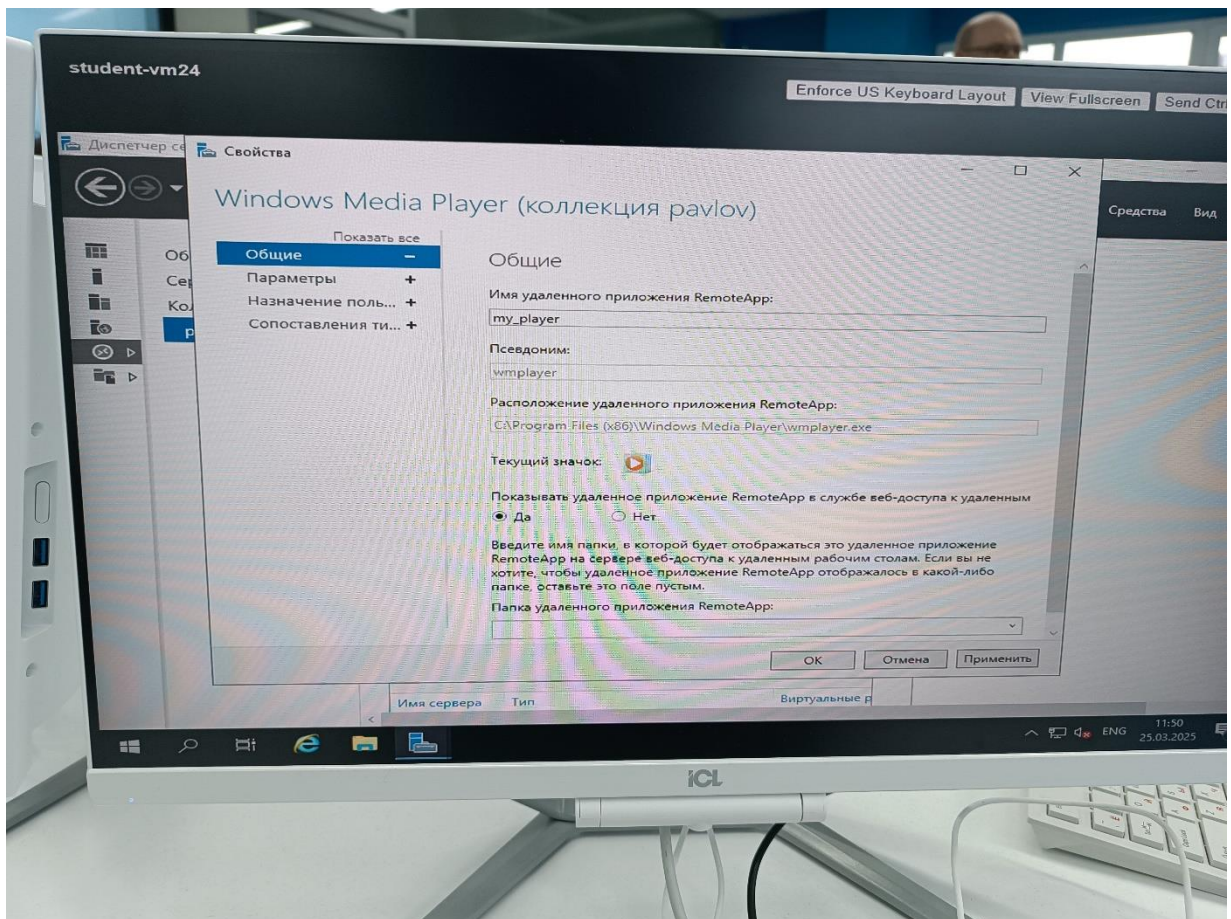 student-vm24
Enforce US Keyboard Layout
View Fullscreen
Send Ctr
Диспетчер се
Свойства
Windows Media Player (коллекция pavlov)
Средства
Вид
Показать все
Общие
Параметры
Назначение поль...
Сопоставления ти...
Об
Сер
Кол
p
Общие
Имя удаленного приложения RemoteApp:
my_player
Псевдоним:
wmplayer
Расположение удаленного приложения RemoteApp:
C:\Program Files (x86)\Windows Media Player\wmplayer.exe
Текущий значок:
Показывать удаленное приложение RemoteApp в службе веб-доступа к удаленным
Да
Нет
Введите имя папки, в которой будет отображаться это удаленное приложение
RemoteApp на сервере веб-доступа к удаленным рабочим столам. Если вы не
хотите, чтобы удаленное приложение RemoteApp отображалось в какой-либо
папке, оставьте это поле пустым.
Папка удаленного приложения RemoteApp:
ОК
Отмена
Применить
Имя сервера
Тип
Виртуальные р
ENG
11:50
25.03.2025
iCL